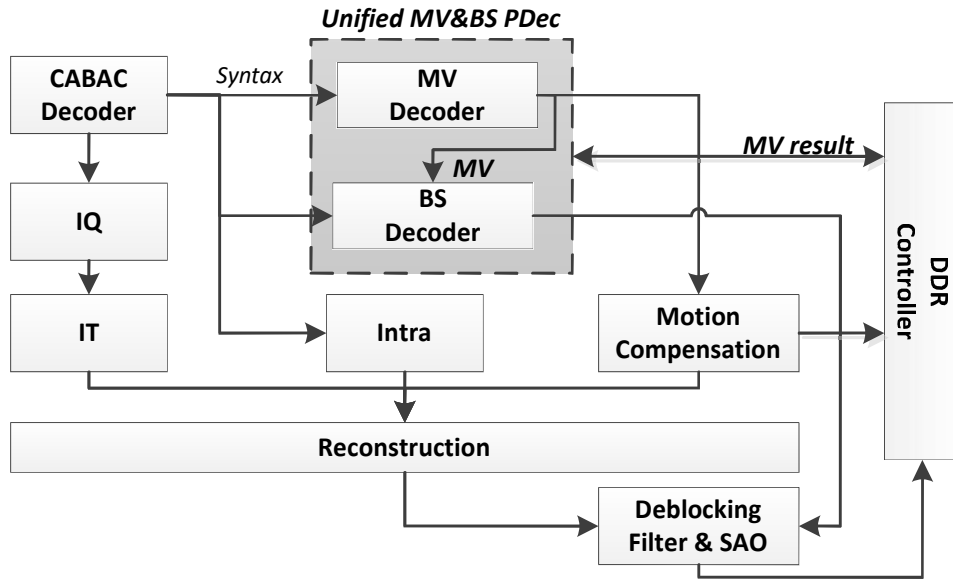 Unified MV&BS PDec
CABAC
Decoder
Syntax
MV
Decoder
MV result
MV
BS
Decoder
IQ
DDR
Controller
IT
Intra
Motion
Compensation
Reconstruction
Deblocking
Filter & SAO